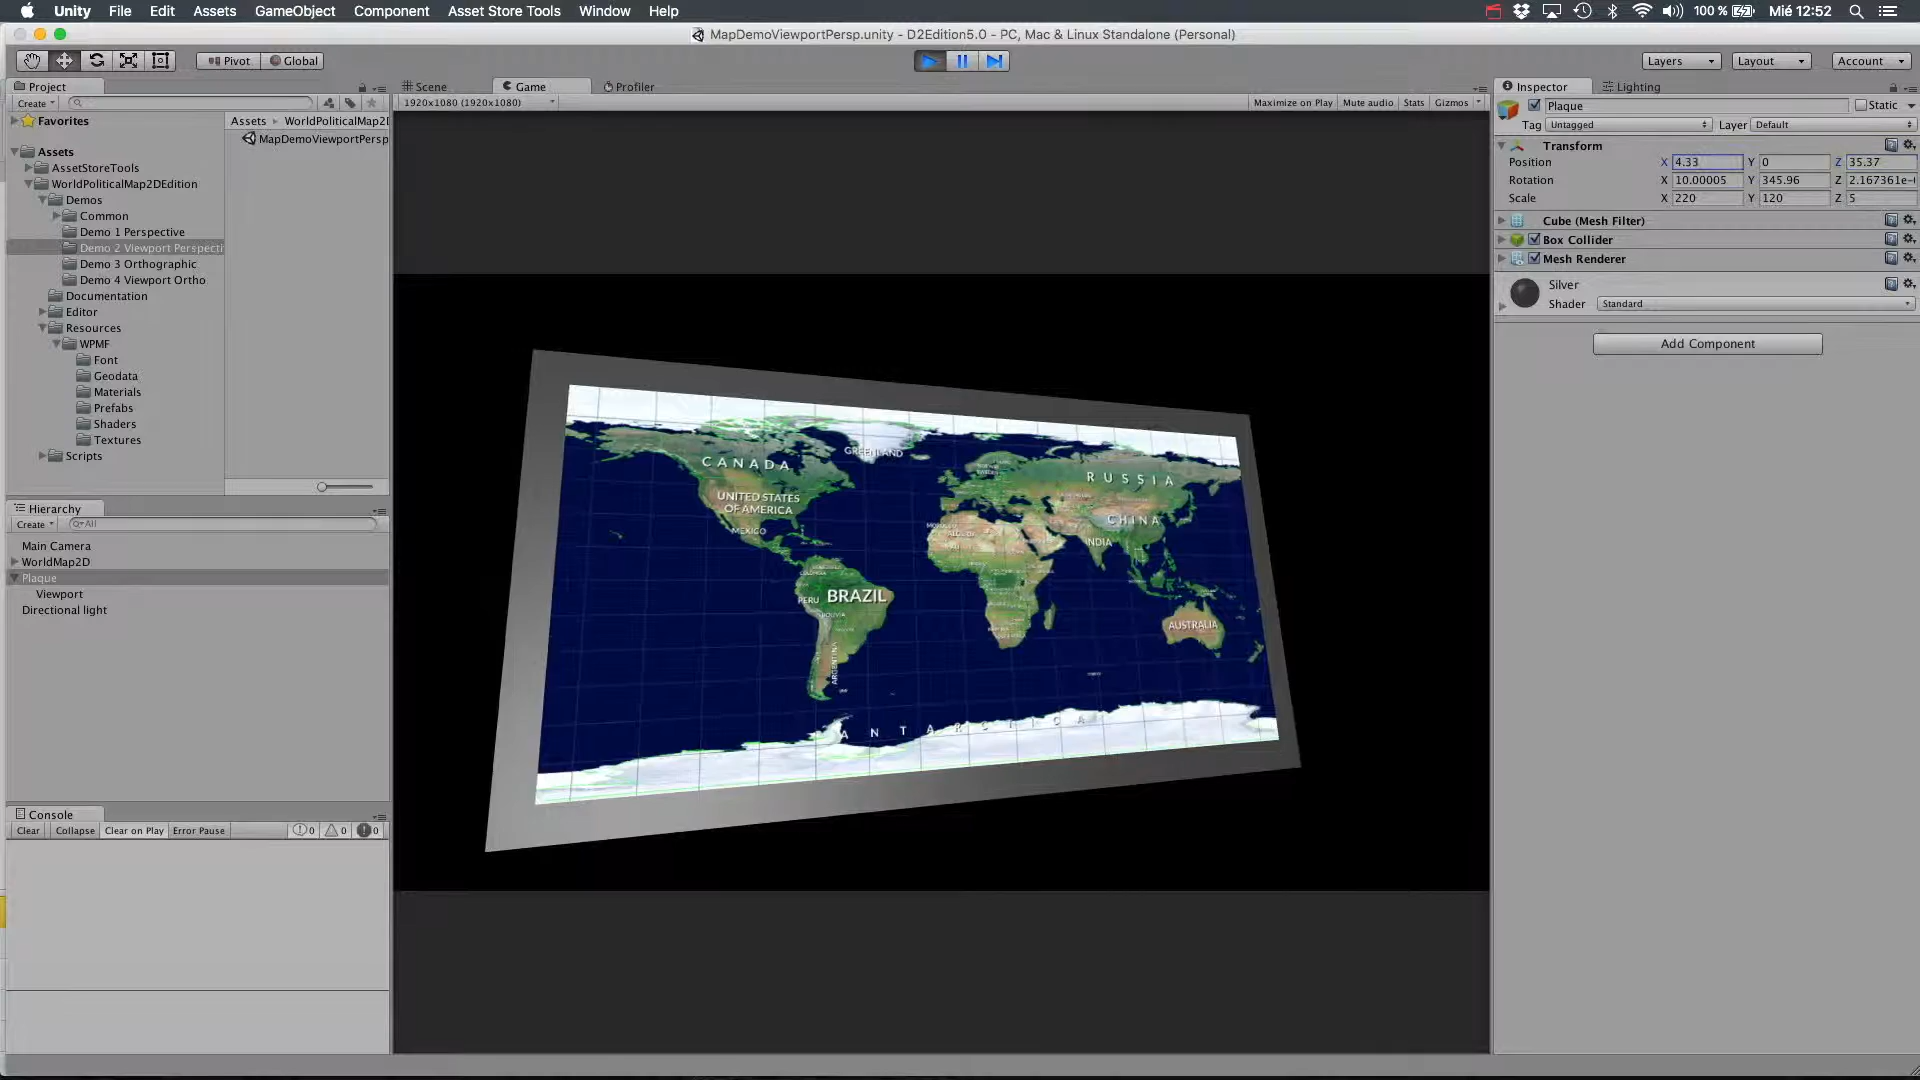 Unity File Edit Assets GameObject Component Asset Store Tools Window Help 100 % Mié 12:52
MapDemoViewportPersp.unity - D2Edition5.0 - PC, Mac & Linux Standalone (Personal)
Pivot Global Layers Layout Account
Project
Create
Favorites
Assets
AssetStoreTools
WorldPoliticalMap2DEdition
Demos
Common
Demo 1 Perspective
Demo 2 Viewport Perspecti
Demo 3 Orthographic
Demo 4 Viewport Ortho
Documentation
Editor
Resources
WPMF
Font
Geodata
Materials
Prefabs
Shaders
Textures
Scripts
Assets WorldPoliticalMap2D
MapDemoViewportPersp
Hierarchy
Create All
Main Camera
WorldMap2D
Plaque
Viewport
Directional light
Console
Clear Collapse Clear on Play Error Pause 0 0 0
Scene Game Profiler
1920x1080 (1920x1080) Maximize on Play Mute audio Stats Gizmos
GREENLAND
CANADA
RUSSIA
UNITED STATES
OF AMERICA
CHINA
MEXICO
INDIA
BRAZIL
PERU
BOLIVIA
AUSTRALIA
ARGENTINA
ANTARCTICA
Inspector Lighting
Plaque Static
Tag Untagged Layer Default
Transform
Position X 4.33 Y 0 Z 35.37
Rotation X 10.00005 Y 345.96 Z 2.167361e-
Scale X 220 Y 120 Z 5
Cube (Mesh Filter)
Box Collider
Mesh Renderer
Silver
Shader Standard
Add Component